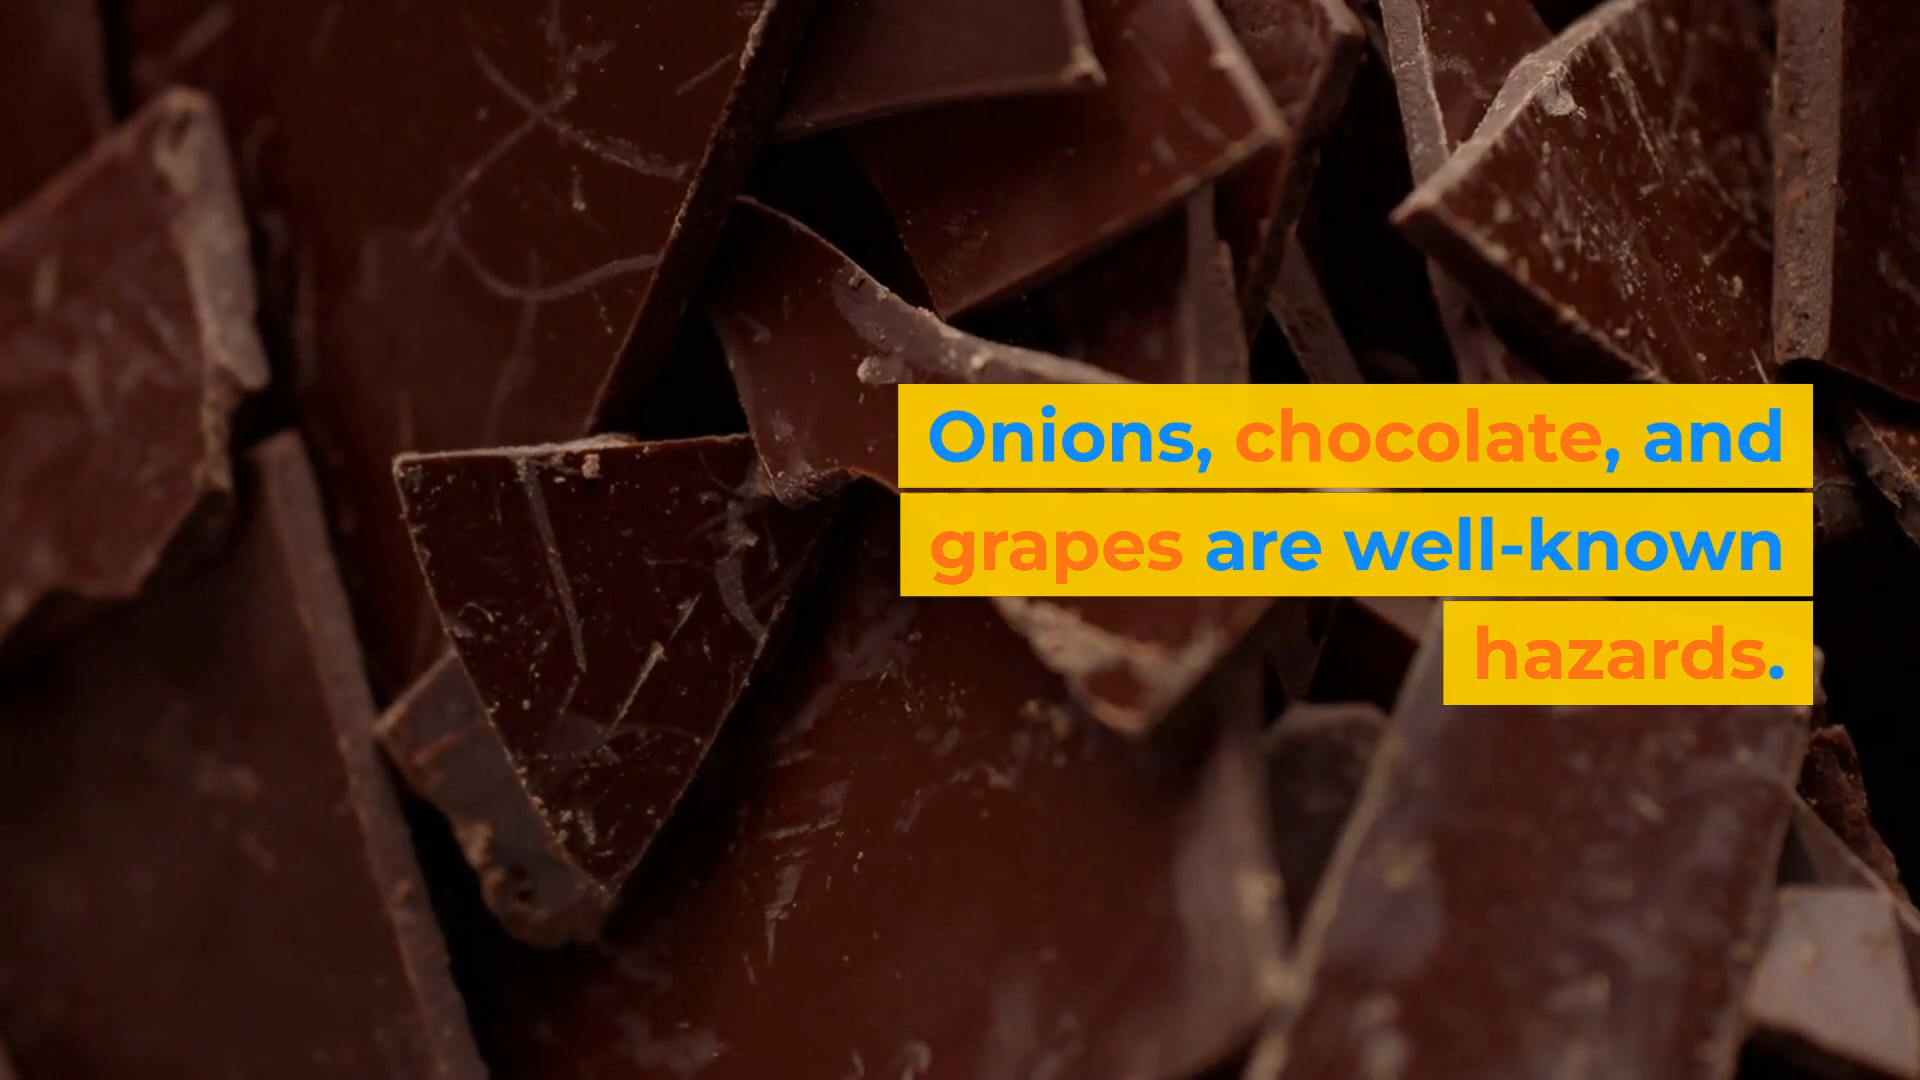 Onions, chocolate, and
grapes are well-known
hazards.